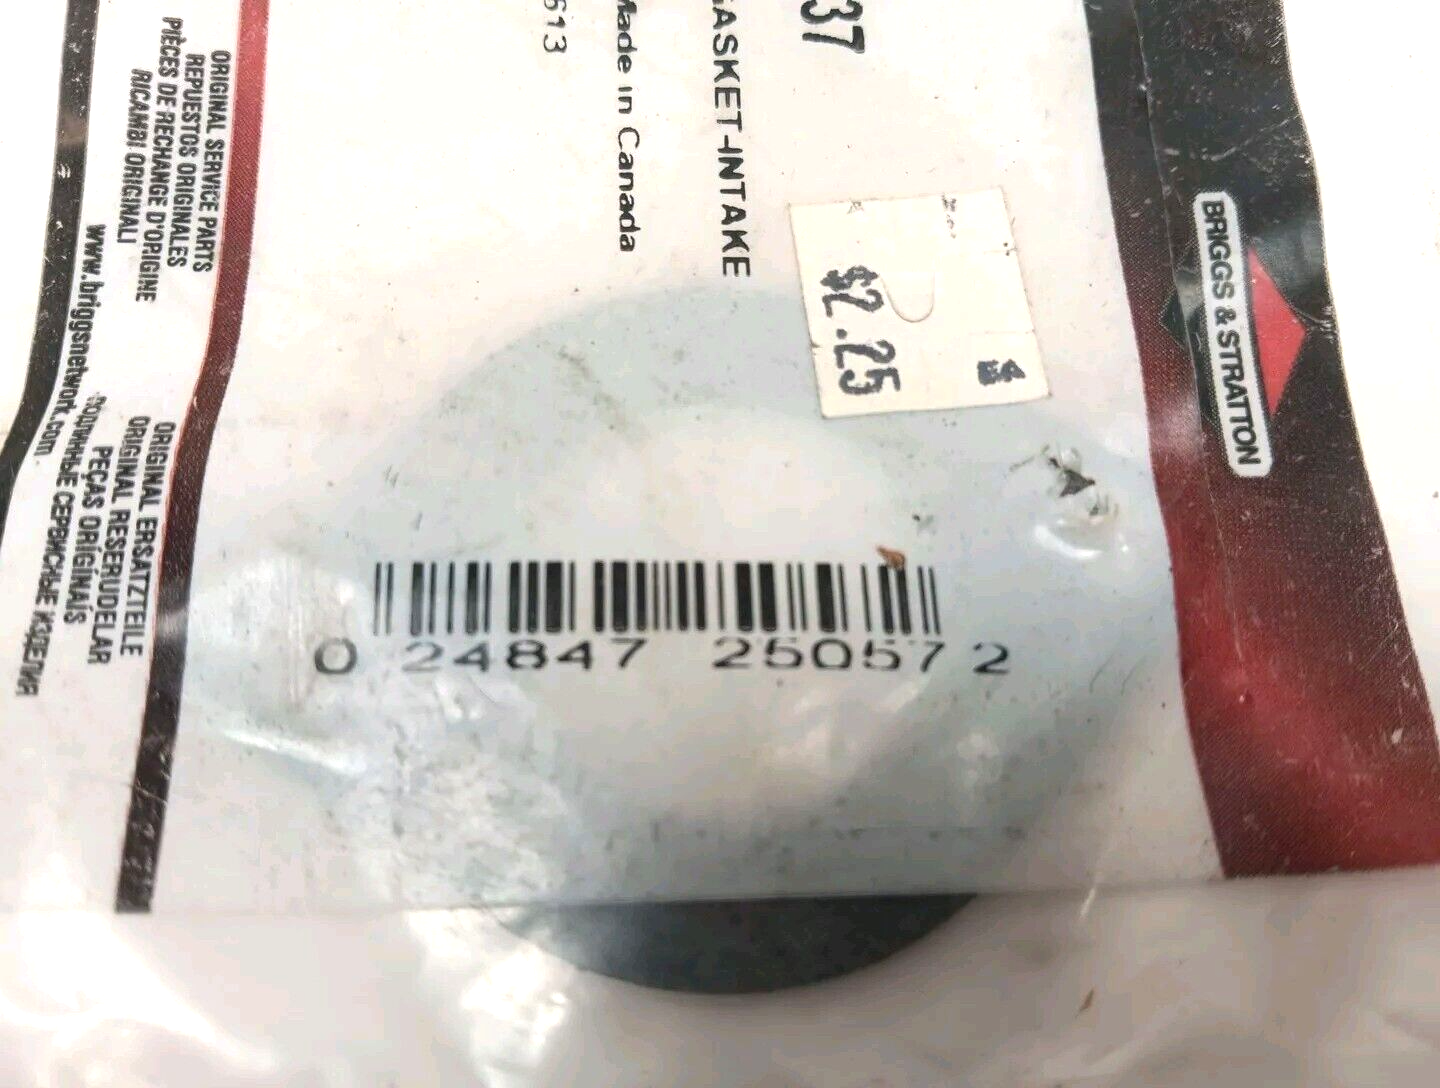 37
GASKET-INTAKE
Made in Canada
613
$2.25
EA
BRIGGS & STRATTON
ORIGINAL SERVICE PARTS
REPUESTOS ORIGINALES
PIÈCES DE RECHANGE D'ORIGINE
RICAMBI ORIGINALI
www.briggsnetwork.com
ORIGINAL ERSATZTEILE
ORIGINAL RESERVDELAR
PEÇAS ORIGINAIS
ПОДЛИННЫЕ СЕРВИСНЫЕ ИЗДЕЛИЯ
0 24847 25057 2